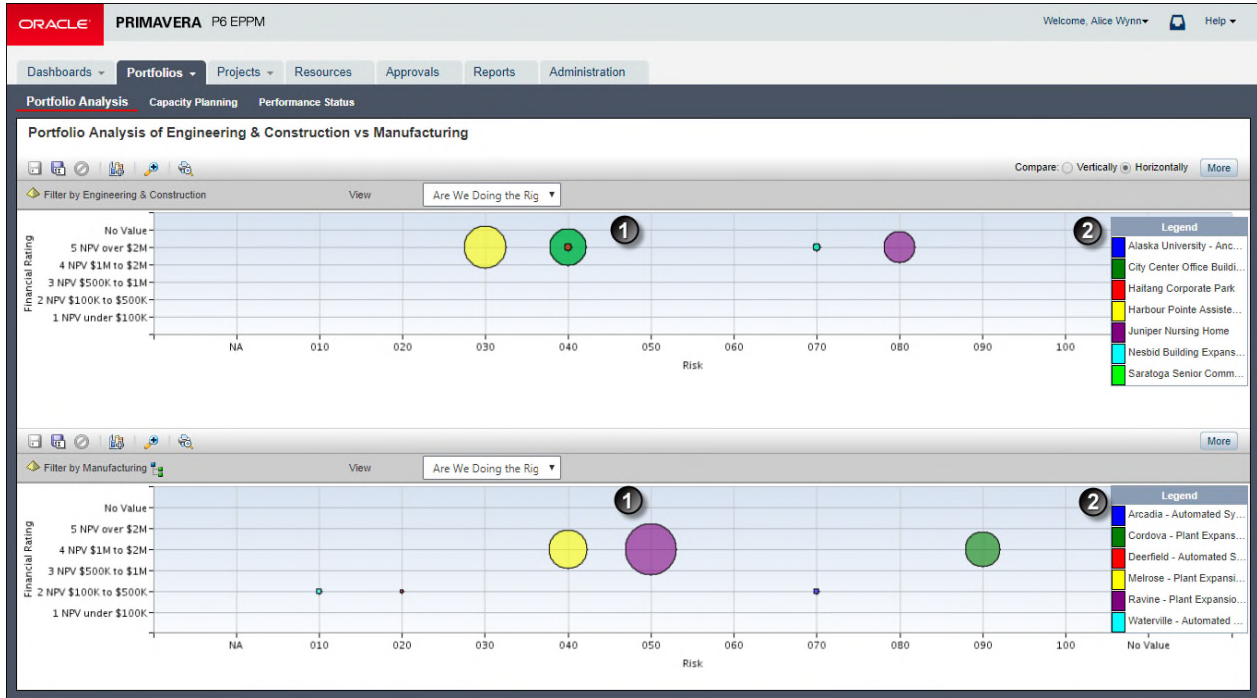 ORACLE PRIMAVERA P6 EPPM Welcome, Alice Wynn Help
Dashboards Portfolios Projects Resources Approvals Reports Administration
Portfolio Analysis Capacity Planning Performance Status
Portfolio Analysis of Engineering & Construction vs Manufacturing
Compare: Vertically Horizontally More
Filter by Engineering & Construction View Are We Doing the Rig
Financial Rating
No Value
5 NPV over $2M
4 NPV $1M to $2M
3 NPV $500K to $1M
2 NPV $100K to $500K
1 NPV under $100K
1
2
Legend
Alaska University - Anc...
City Center Office Buildi...
Haitang Corporate Park
Harbour Pointe Assiste...
Juniper Nursing Home
Nesbid Building Expans...
Saratoga Senior Comm...
NA 010 020 030 040 050 060 070 080 090 100
Risk
More
Filter by Manufacturing View Are We Doing the Rig
Financial Rating
No Value
5 NPV over $2M
4 NPV $1M to $2M
3 NPV $500K to $1M
2 NPV $100K to $500K
1 NPV under $100K
1
2
Legend
Arcadia - Automated Sy...
Cordova - Plant Expans...
Deerfield - Automated S...
Melrose - Plant Expansi...
Ravine - Plant Expansio...
Waterville - Automated ...
NA 010 020 030 040 050 060 070 080 090 100 No Value
Risk